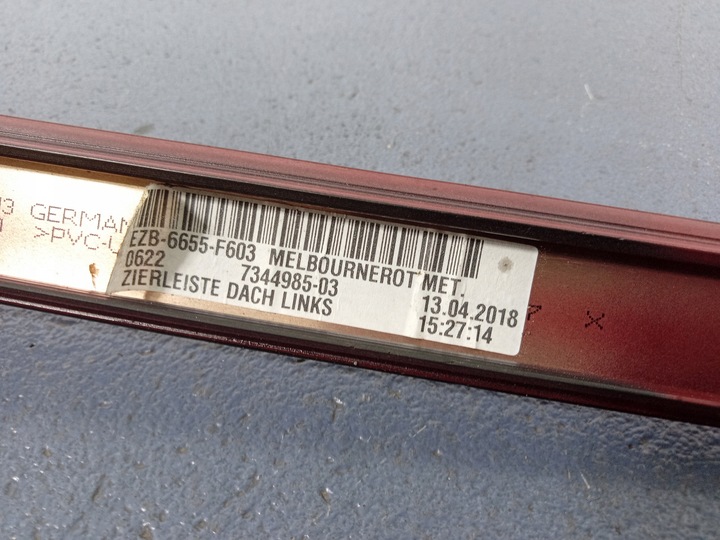 GERMAN
>PVC-U
EZB-6655-F603 MELBOURNEROT MET.
0622 7344985-03 13.04.2018
ZIERLEISTE DACH LINKS 15:27:14
X